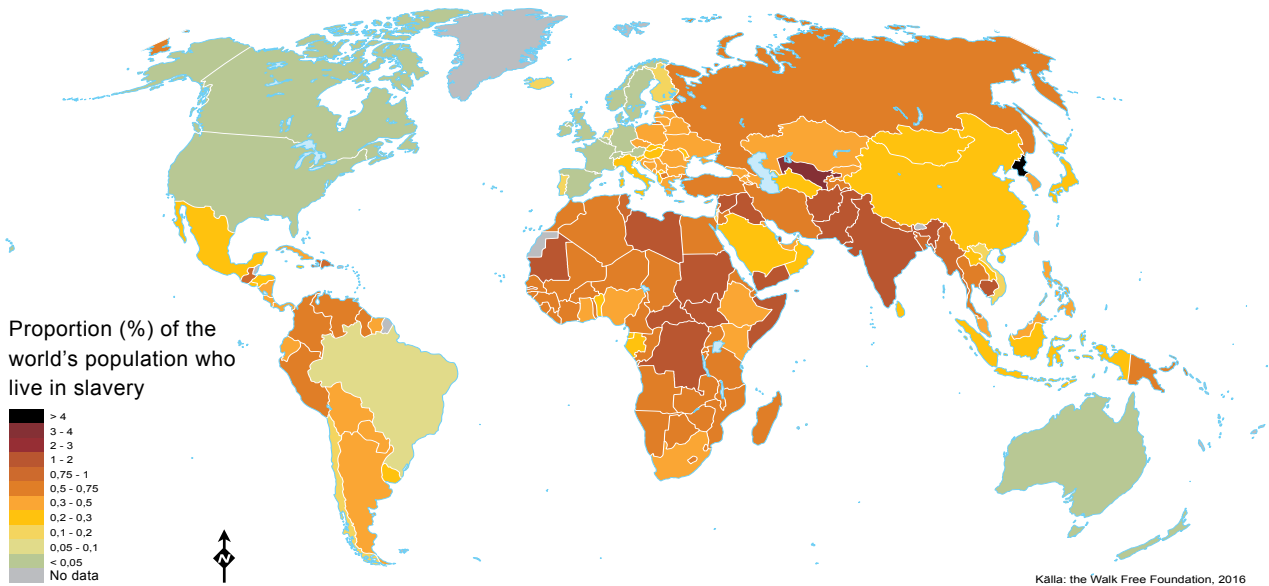 Proportion (%) of the
world's population who
live in slavery
> 4
3 - 4
2 - 3
1 - 2
0,75 - 1
0,5 - 0,75
0,3 - 0,5
0,2 - 0,3
0,1 - 0,2
0,05 - 0,1
< 0,05
No data
N
Källa: the Walk Free Foundation, 2016